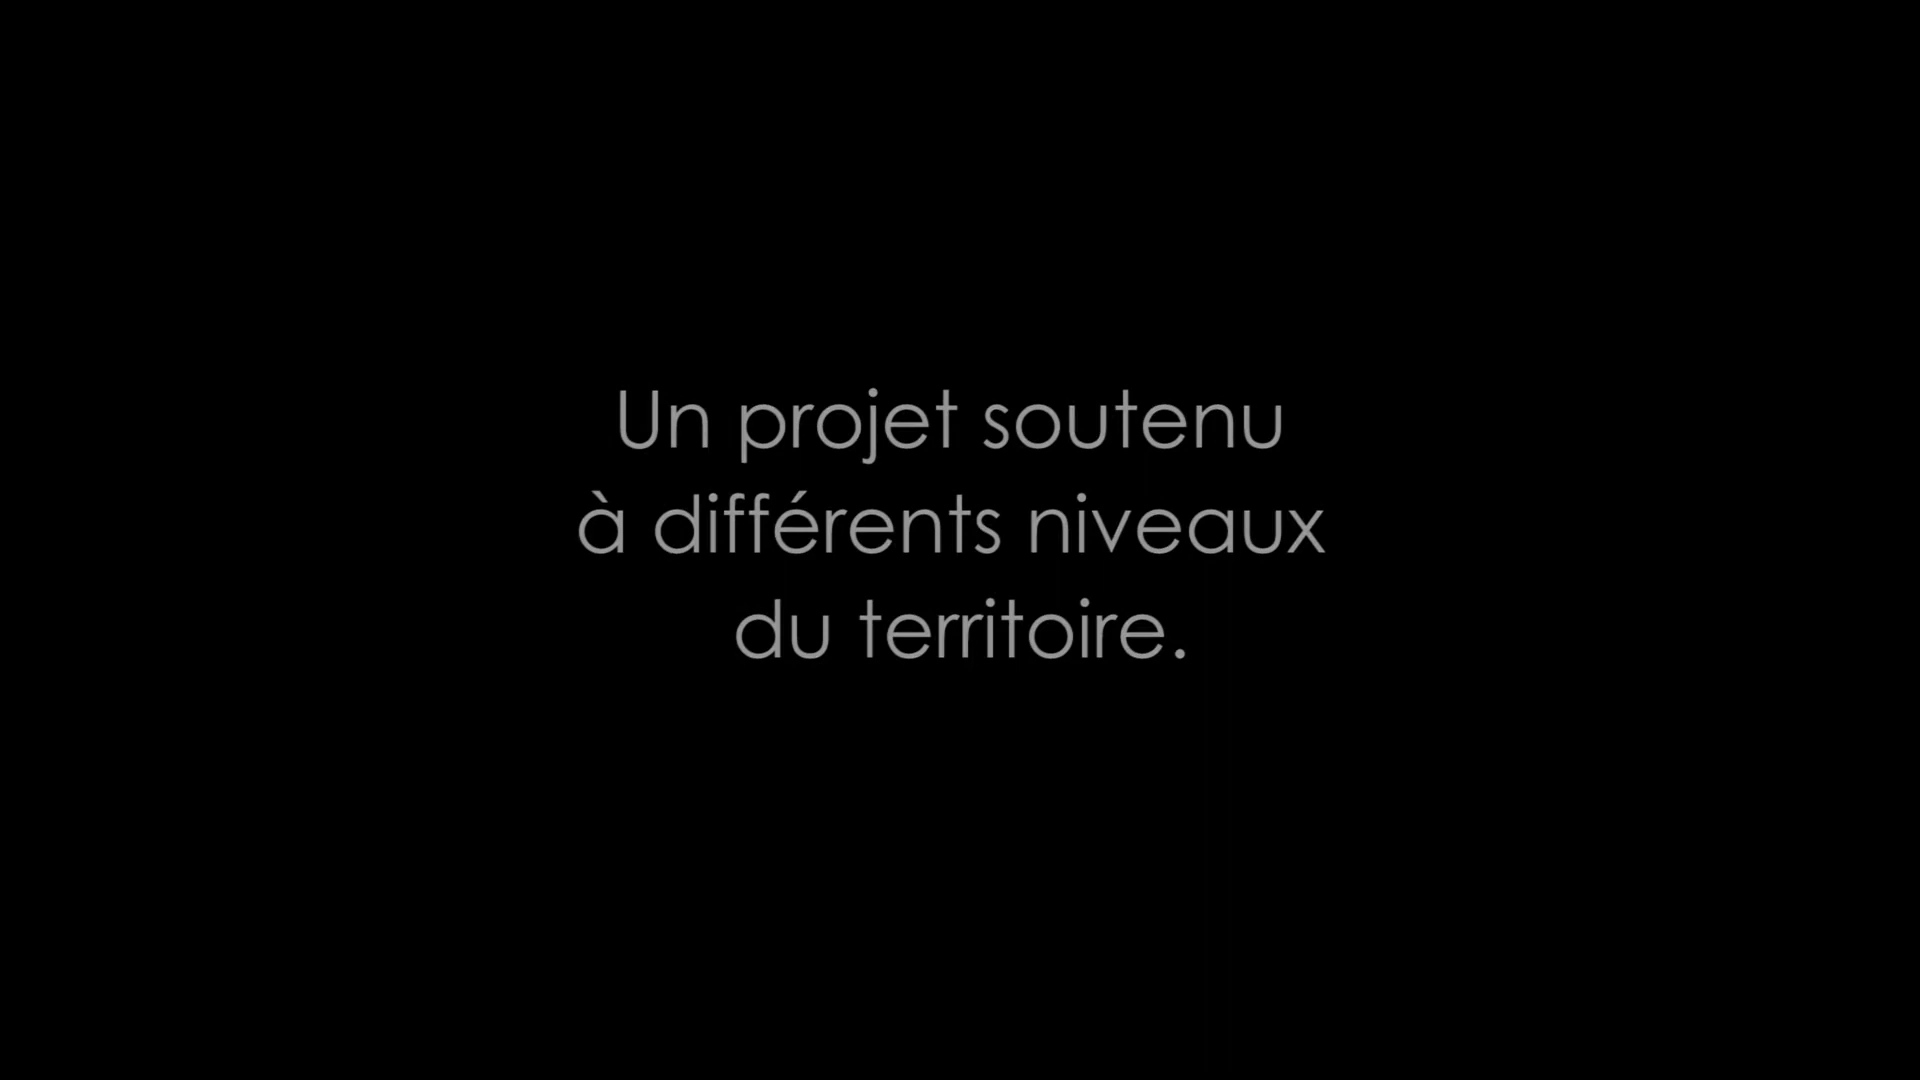 Un projet soutenu
à différents niveaux
du territoire.